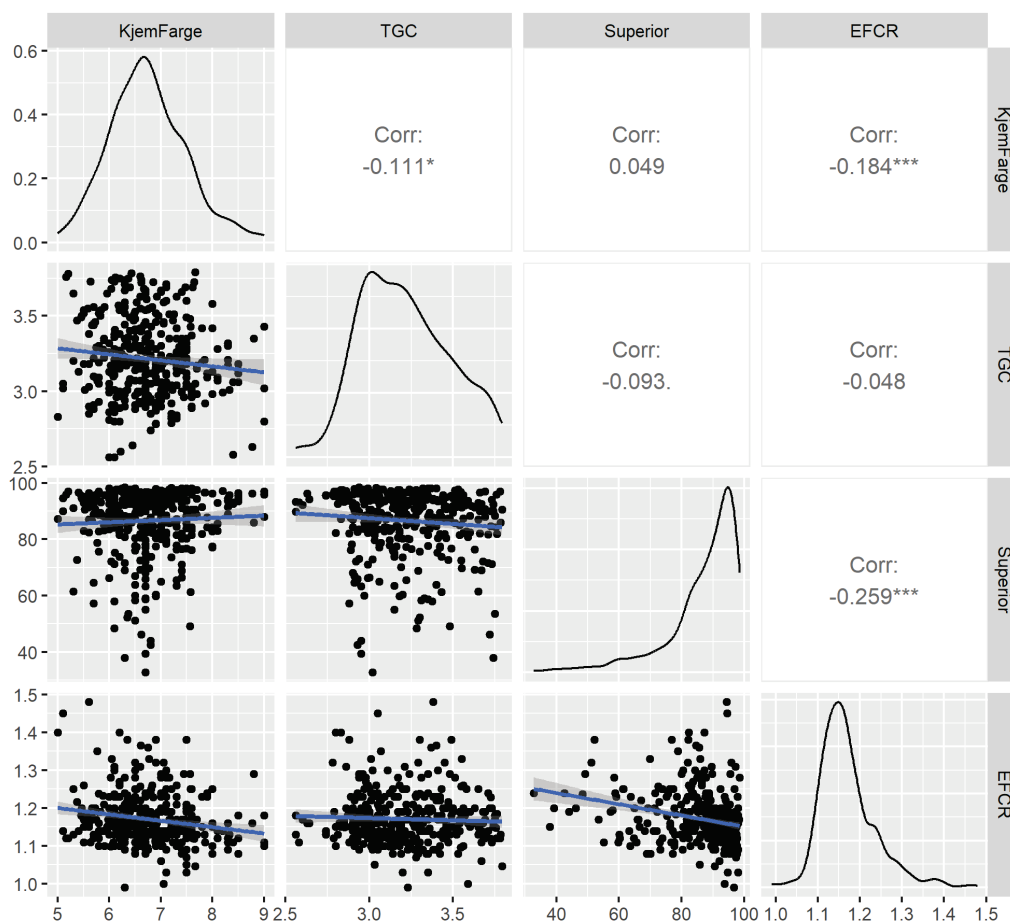 KjemFarge TGC Superior EFCR
0.6
0.4
0.2
0.0
Corr:
-0.111*
Corr:
0.049
Corr:
-0.184***
KjemFarge
3.5
3.0
2.5
Corr:
-0.093.
Corr:
-0.048
TGC
100
80
60
40
Corr:
-0.259***
Superior
1.5
1.4
1.3
1.2
1.1
1.0
EFCR
5 6 7 8 9 2.5 3.0 3.5 40 60 80 100 1.0 1.1 1.2 1.3 1.4 1.5